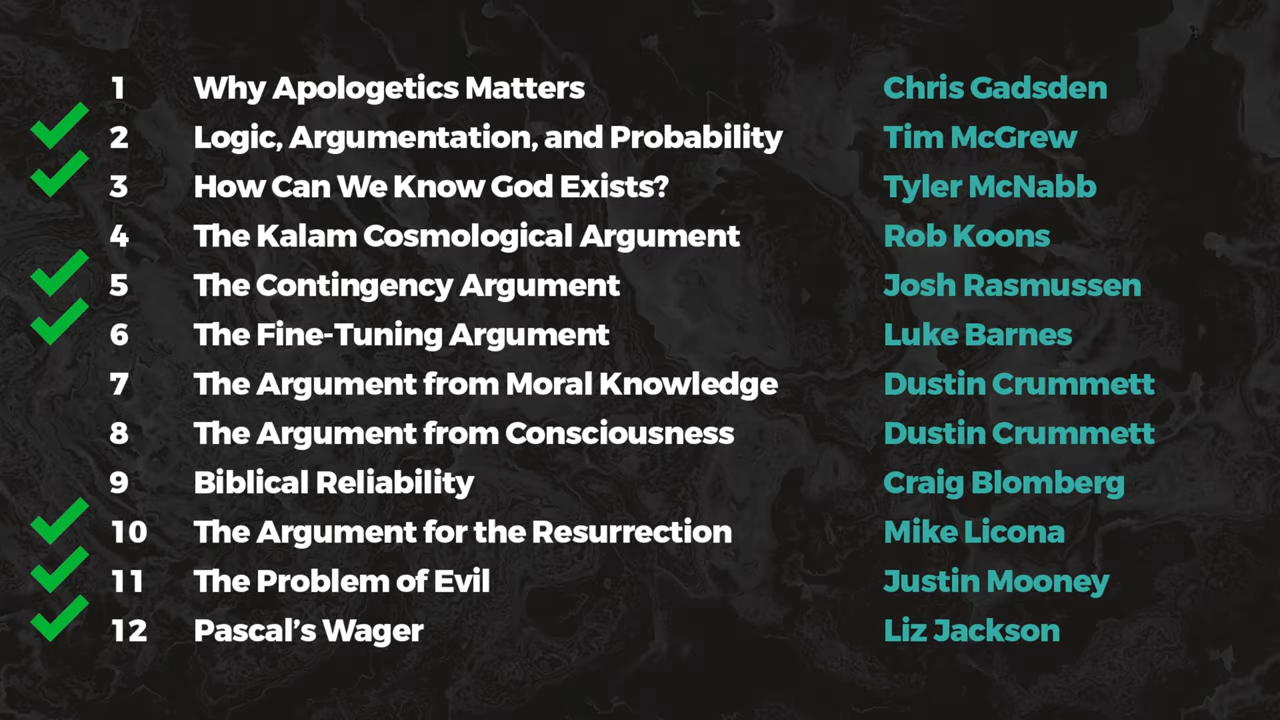 1 Why Apologetics Matters Chris Gadsden
2 Logic, Argumentation, and Probability Tim McGrew
3 How Can We Know God Exists? Tyler McNabb
4 The Kalam Cosmological Argument Rob Koons
5 The Contingency Argument Josh Rasmussen
6 The Fine-Tuning Argument Luke Barnes
7 The Argument from Moral Knowledge Dustin Crummett
8 The Argument from Consciousness Dustin Crummett
9 Biblical Reliability Craig Blomberg
10 The Argument for the Resurrection Mike Licona
11 The Problem of Evil Justin Mooney
12 Pascal’s Wager Liz Jackson